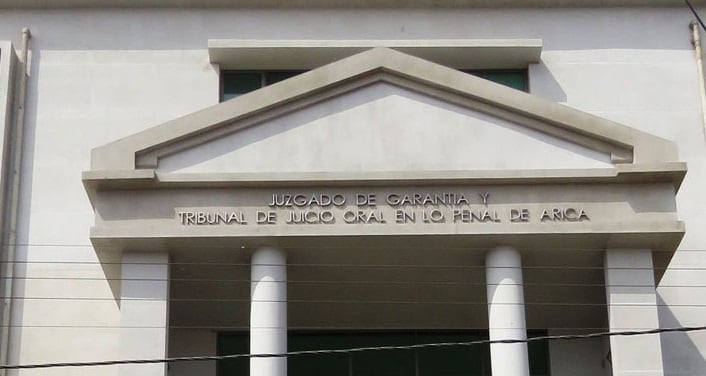 JUZGADO DE GARANTIA Y
TRIBUNAL DE JUICIO ORAL EN LO PENAL DE ARICA